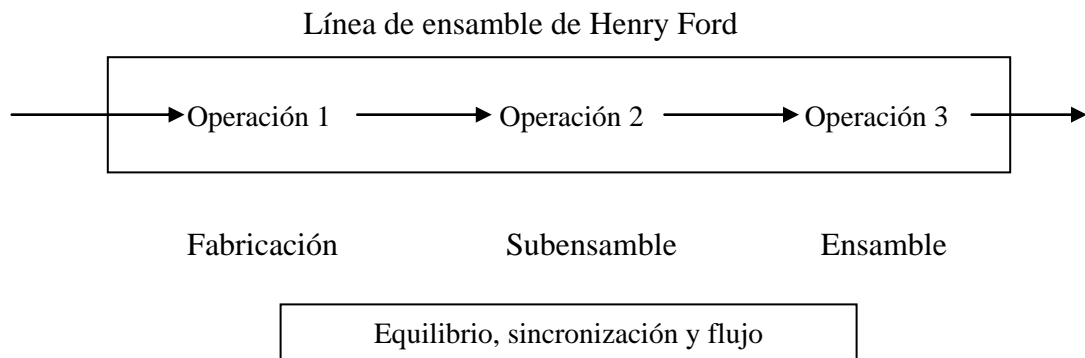 Línea de ensamble de Henry Ford
Operación 1 Operación 2 Operación 3
Fabricación Subensamble Ensamble
Equilibrio, sincronización y flujo